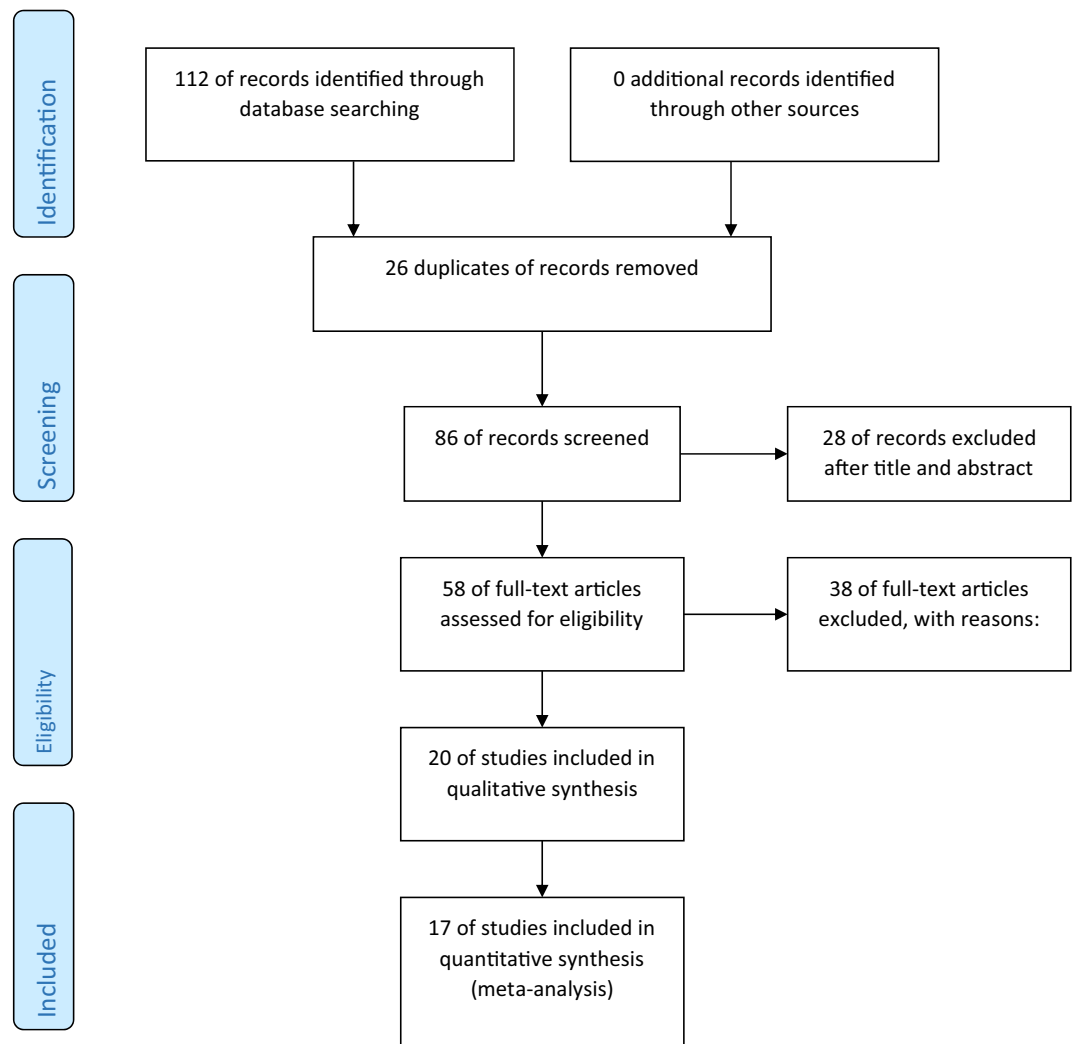 Identification
112 of records identified through
database searching
0 additional records identified
through other sources
26 duplicates of records removed
Screening
86 of records screened
28 of records excluded
after title and abstract
Eligibility
58 of full-text articles
assessed for eligibility
38 of full-text articles
excluded, with reasons:
20 of studies included in
qualitative synthesis
Included
17 of studies included in
quantitative synthesis
(meta-analysis)